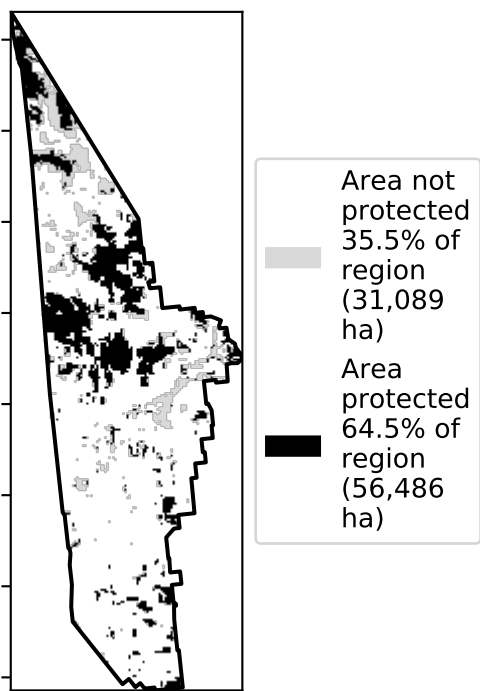 Area not
protected
35.5% of
region
(31,089
ha)
Area
protected
64.5% of
region
(56,486
ha)